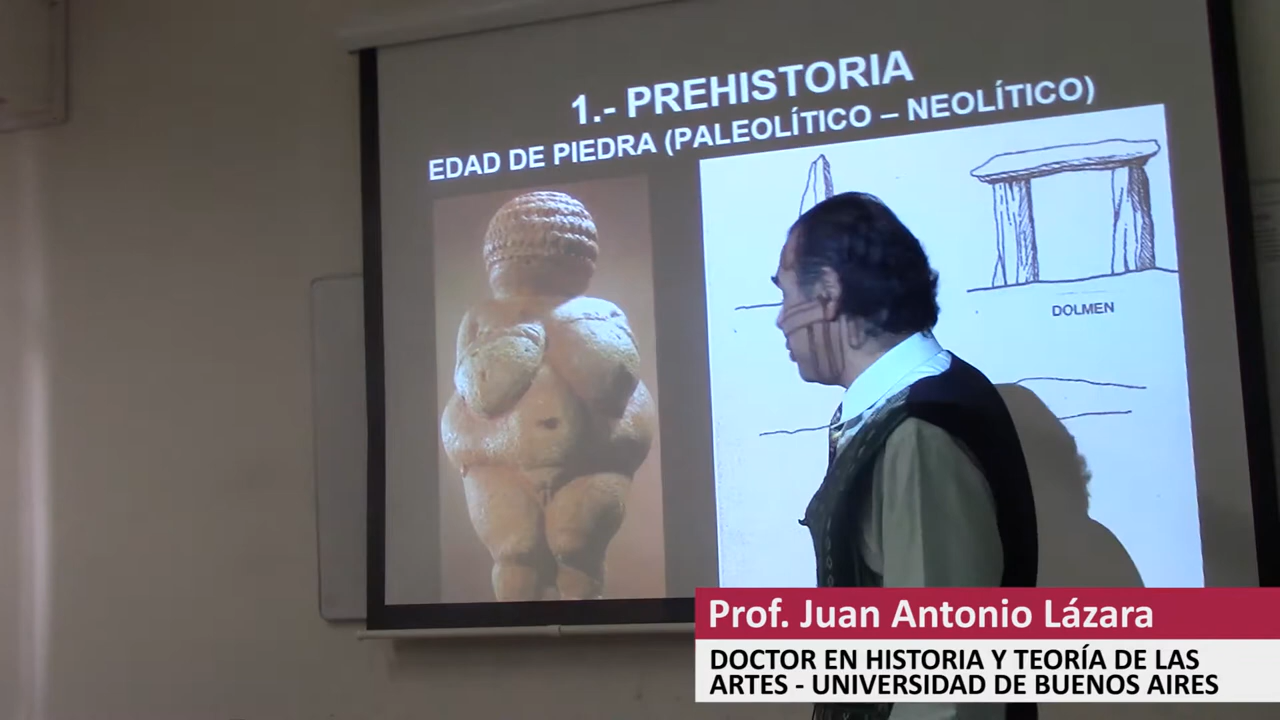 1.- PREHISTORIA
EDAD DE PIEDRA (PALEOLÍTICO – NEOLÍTICO)
DOLMEN
Prof. Juan Antonio Lázara
DOCTOR EN HISTORIA Y TEORÍA DE LAS
ARTES - UNIVERSIDAD DE BUENOS AIRES